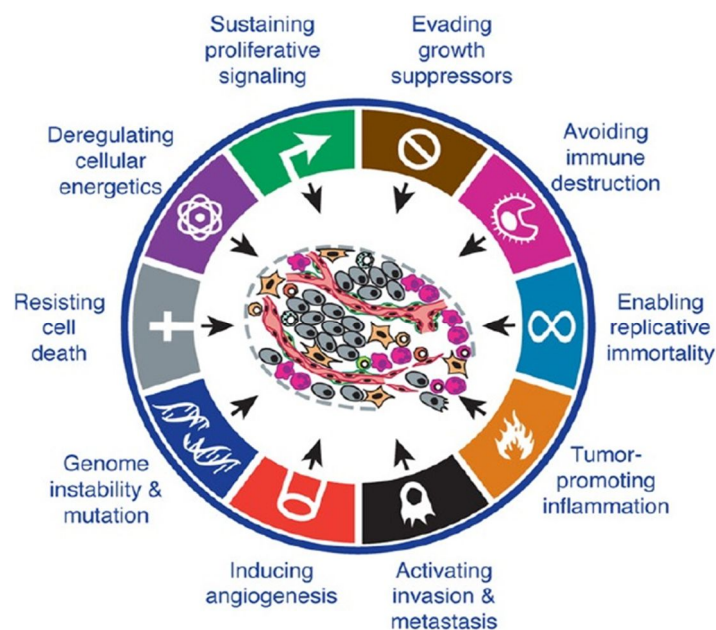 Sustaining
proliferative
signaling
Evading
growth
suppressors
Avoiding
immune
destruction
Enabling
replicative
immortality
Tumor-
promoting
inflammation
Activating
invasion &
metastasis
Inducing
angiogenesis
Genome
instability &
mutation
Resisting
cell
death
Deregulating
cellular
energetics